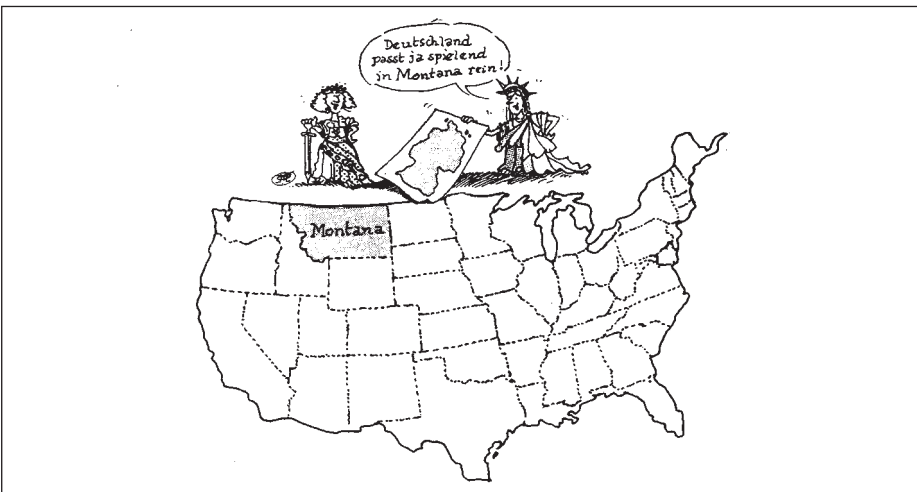 Deutschland
passt ja spielend
in Montana rein!
Montana